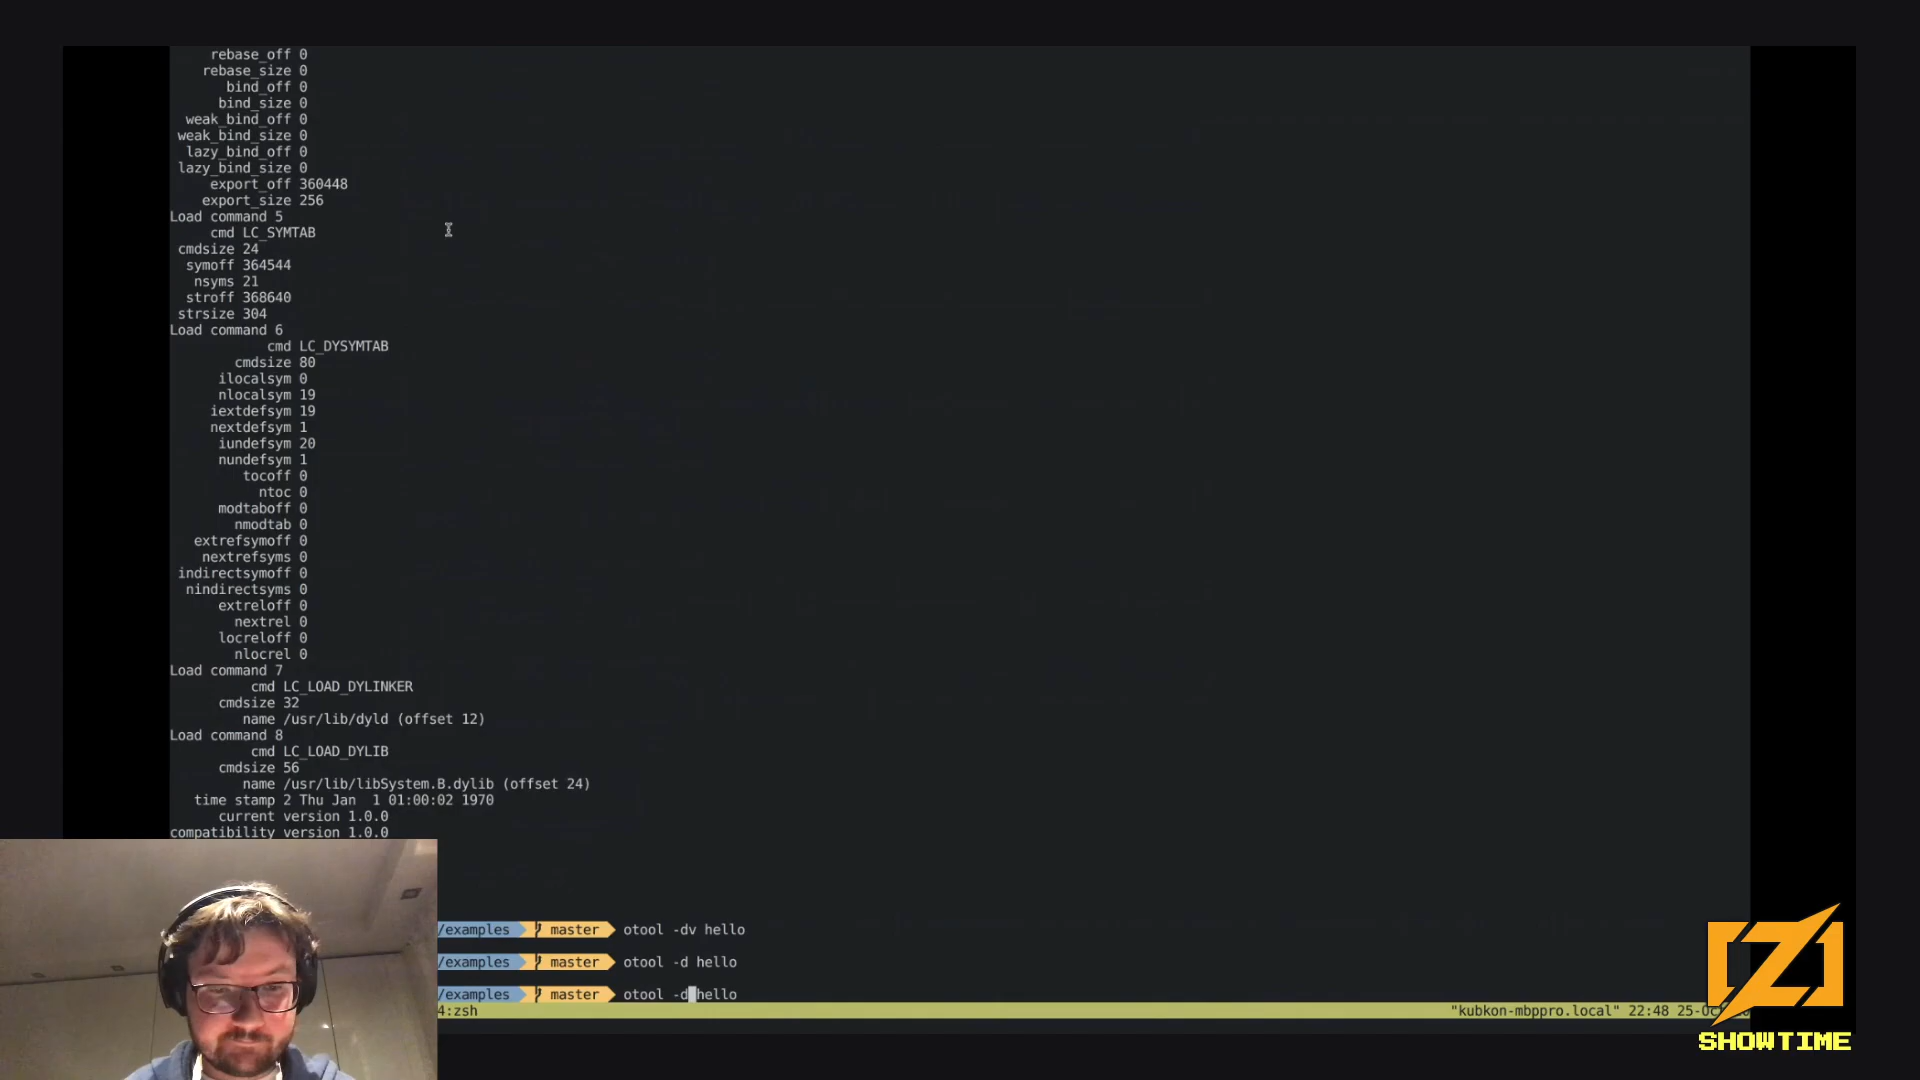 rebase_off 0
rebase_size 0
bind_off 0
bind_size 0
weak_bind_off 0
weak_bind_size 0
lazy_bind_off 0
lazy_bind_size 0
export_off 360448
export_size 256
Load command 5
cmd LC_SYMTAB
cmdsize 24
symoff 364544
nsyms 21
stroff 368640
strsize 304
Load command 6
cmd LC_DYSYMTAB
cmdsize 80
ilocalsym 0
nlocalsym 19
iextdefsym 19
nextdefsym 1
iundefsym 20
nundefsym 1
tocoff 0
ntoc 0
modtaboff 0
nmodtab 0
extrefsymoff 0
nextrefsyms 0
indirectsymoff 0
nindirectsyms 0
extreloff 0
nextrel 0
locreloff 0
nlocrel 0
Load command 7
cmd LC_LOAD_DYLINKER
cmdsize 32
name /usr/lib/dyld (offset 12)
Load command 8
cmd LC_LOAD_DYLIB
cmdsize 56
name /usr/lib/libSystem.B.dylib (offset 24)
time stamp 2 Thu Jan  1 01:00:02 1970
current version 1.0.0
compatibility version 1.0.0
/examples master otool -dv hello
/examples master otool -d hello
/examples master otool -d hello
4:zsh "kubkon-mbppro.local" 22:48
SHOWTIME